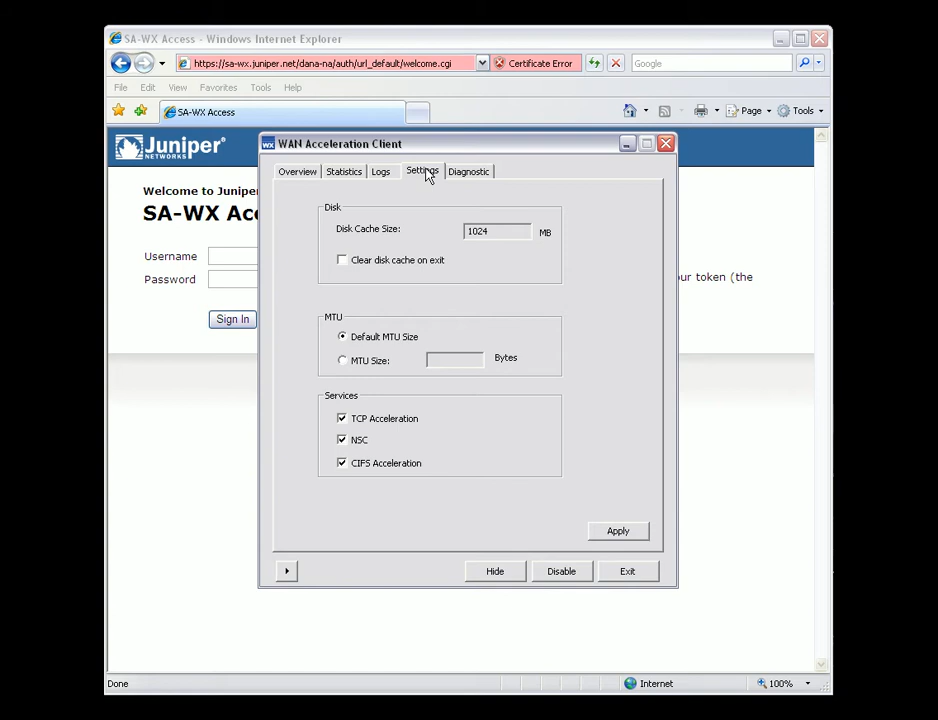 SA-WX Access - Windows Internet Explorer
https://sa-wx.juniper.net/dana-na/auth/url_default/welcome.cgi
Certificate Error
Google
File Edit View Favorites Tools Help
SA-WX Access
Page
Tools
Juniper
NETWORKS
Welcome to Juniper
SA-WX Acc
Username
Password
our token (the
Sign In
WX WAN Acceleration Client
Overview Statistics Logs Settings Diagnostic
Disk
Disk Cache Size: 1024 MB
Clear disk cache on exit
MTU
Default MTU Size
MTU Size: Bytes
Services
TCP Acceleration
NSC
CIFS Acceleration
Apply
Hide Disable Exit
Done Internet 100%